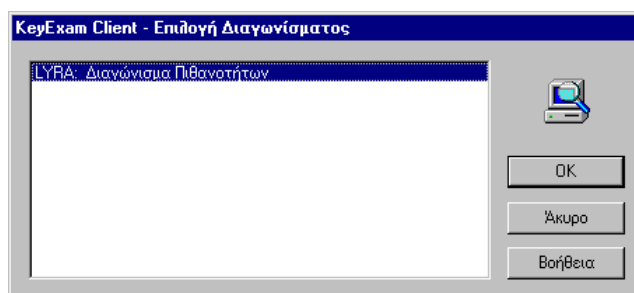 KeyExam Client - Επιλογή Διαγωνίσματος
LYRA: Διαγώνισμα Πιθανοτήτων
OK
Άκυρο
Βοήθεια